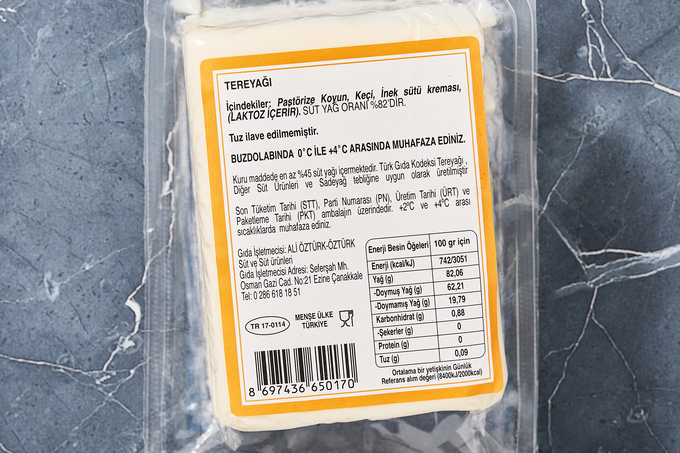 TEREYAĞI
İçindekiler; Pastörize Koyun, Keçi, İnek sütü kreması,
(LAKTOZ İÇERİR). SÜT YAĞ ORANI %82'DİR.
Tuz ilave edilmemiştir.
BUZDOLABINDA 0°C İLE +4°C ARASINDA MUHAFAZA EDİNİZ.
Kuru maddede en az %45 süt yağı içermektedir. Türk Gıda Kodeksi Tereyağı,
Diğer Süt Ürünleri ve Sadeyağ tebliğine uygun olarak üretilmiştir
Son Tüketim Tarihi (STT), Parti Numarası (PN), Üretim Tarihi (ÜRT) ve
Paketleme Tarihi (PKT) ambalajın üzerindedir. +2°C ve +4°C arası
sıcaklıklarda muhafaza ediniz.
Gıda İşletmecisi: ALİ ÖZTÜRK-ÖZTÜRK
Süt ve Süt ürünleri
Gıda İşletmecisi Adresi: Seferşah Mh.
Osman Gazi Cad. No:21 Ezine Çanakkale
Tel: 0 286 618 18 51
TR 17-0114
MENŞE ÜLKE
TÜRKİYE
8 697436 650170
Enerji Besin Öğeleri 100 gr için
Enerji (kcal/kJ) 742/3051
Yağ (g) 82,06
-Doymuş Yağ (g) 62,21
-Doymamış Yağ (g) 19,79
Karbonhidrat (g) 0,88
-Şekerler (g) 0
Protein (g) 0
Tuz (g) 0,09
Ortalama bir yetişkinin Günlük
Referans alım değeri (8400kJ/2000kcal)